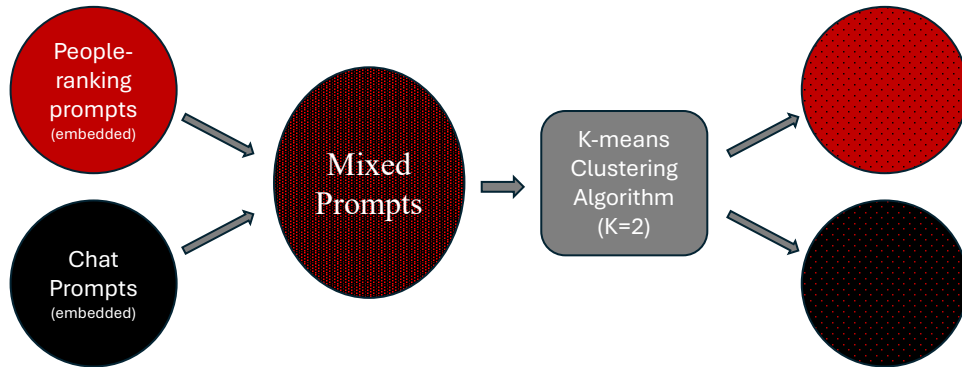 People-
ranking
prompts
(embedded)
Chat
Prompts
(embedded)
Mixed
Prompts
K-means
Clustering
Algorithm
(K=2)